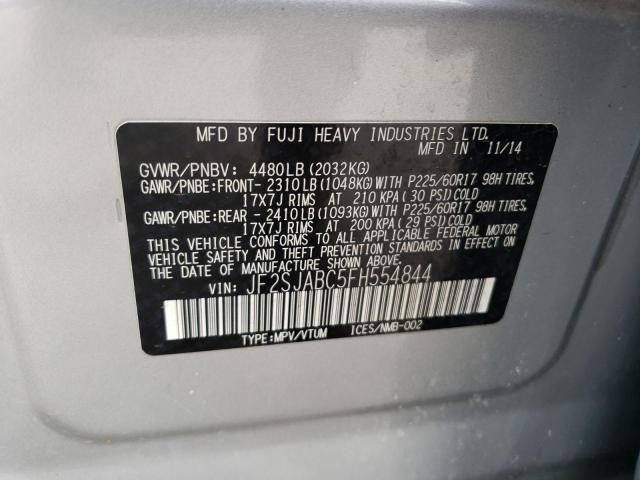 MFD BY FUJI HEAVY INDUSTRIES LTD.
MFD IN 11/14
GVWR/PNBV: 4480LB(2032KG)
GAWR/PNBE:FRONT- 2310LB(1048KG)WITH P225/60R17 98H TIRES,
17X7J RIMS AT 210 KPA( 30 PSI)COLD
GAWR/PNBE:REAR - 2410LB(1093KG)WITH P225/60R17 98H TIRES,
17X7J RIMS AT 200 KPA( 29 PSI)COLD
THIS VEHICLE CONFORMS TO ALL APPLICABLE FEDERAL MOTOR
VEHICLE SAFETY AND BUMPER STANDARDS IN EFFECT ON
THE DATE OF MANUFACTURE SHOWN ABOVE.
VIN: JF2SJABC5FH554844
TYPE:MPV/VTUM ICES/NMB-002